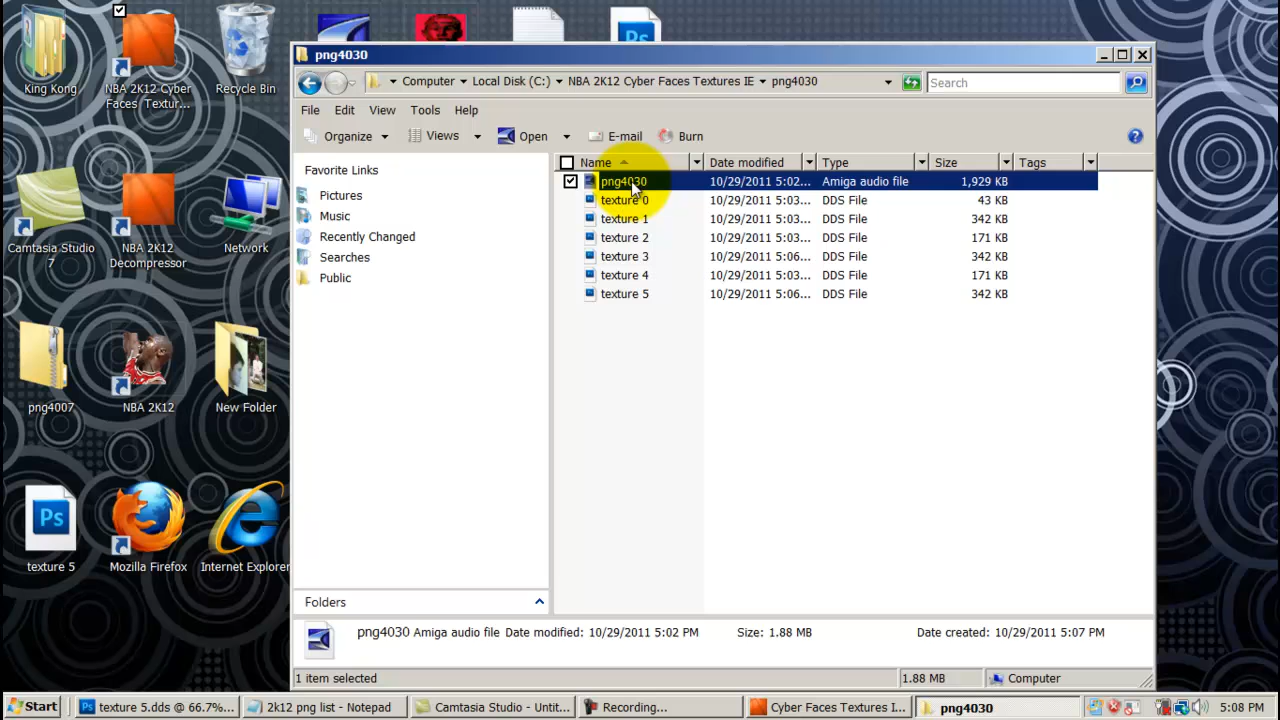 King Kong
NBA 2K12 Cyber Faces Textur...
Recycle Bin
Camtasia Studio 7
NBA 2K12 Decompressor
Network
png4007
NBA 2K12
New Folder
Ps
texture 5
Mozilla Firefox
Internet Explorer
Ps
png4030
Computer
Local Disk (C:)
NBA 2K12 Cyber Faces Textures IE
png4030
Search
File Edit View Tools Help
Organize Views Open E-mail Burn
Favorite Links
Pictures
Music
Recently Changed
Searches
Public
Folders
Name Date modified Type Size Tags
png4030 10/29/2011 5:02... Amiga audio file 1,929 KB
texture 0 10/29/2011 5:03... DDS File 43 KB
texture 1 10/29/2011 5:03... DDS File 342 KB
texture 2 10/29/2011 5:03... DDS File 171 KB
texture 3 10/29/2011 5:06... DDS File 342 KB
texture 4 10/29/2011 5:03... DDS File 171 KB
texture 5 10/29/2011 5:06... DDS File 342 KB
png4030 Amiga audio file Date modified: 10/29/2011 5:02 PM Size: 1.88 MB Date created: 10/29/2011 5:07 PM
1 item selected 1.88 MB Computer
Start Ps texture 5.dds @ 66.7%... 2k12 png list - Notepad Camtasia Studio - Untit... Recording... Cyber Faces Textures I... png4030 5:08 PM